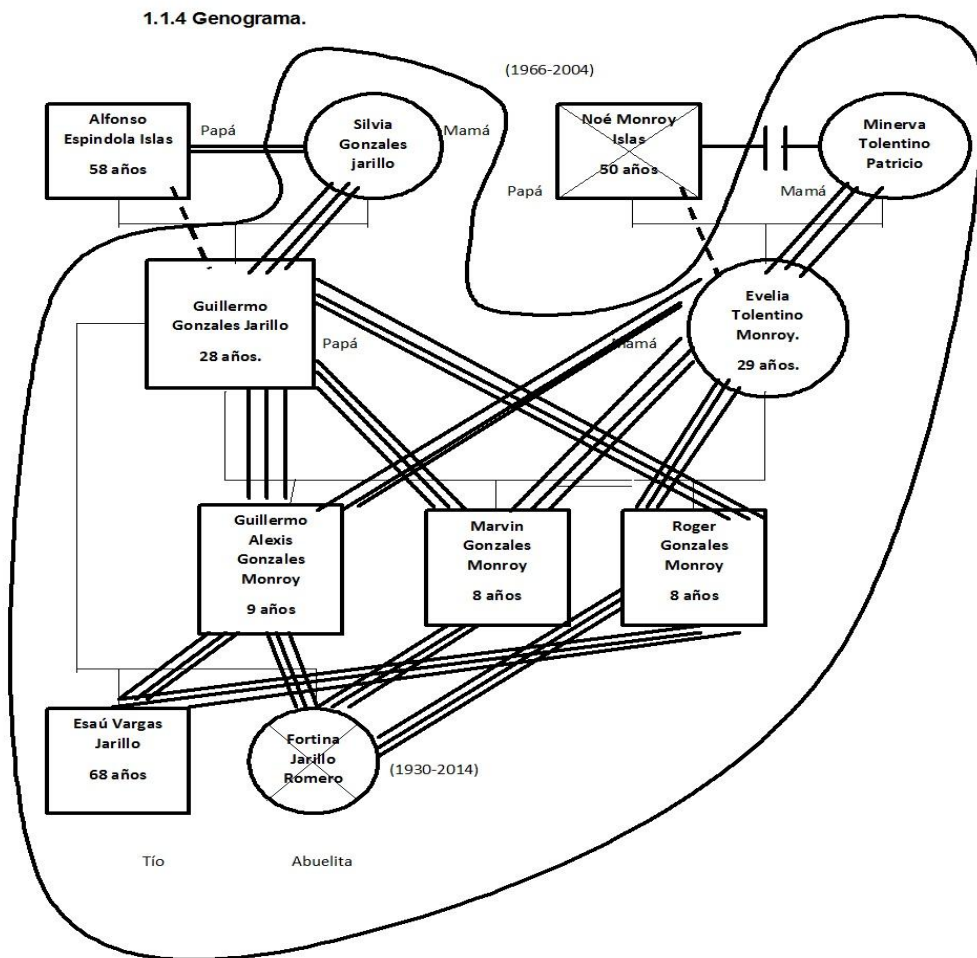 1.1.4 Genograma.
(1966-2004)
Alfonso
Espindola Islas
58 años
Papá
Silvia
Gonzales
jarillo
Mamá
Noé Monroy
Islas
50 años
Papá
Mamá
Minerva
Tolentino
Patricio
Guillermo
Gonzales Jarillo
28 años.
Papá
Mamá
Evelia
Tolentino
Monroy.
29 años.
Guillermo
Alexis
Gonzales
Monroy
9 años
Marvin
Gonzales
Monroy
8 años
Roger
Gonzales
Monroy
8 años
Esaú Vargas
Jarillo
68 años
Fortina
Jarillo
Romero
(1930-2014)
Tío
Abuelita